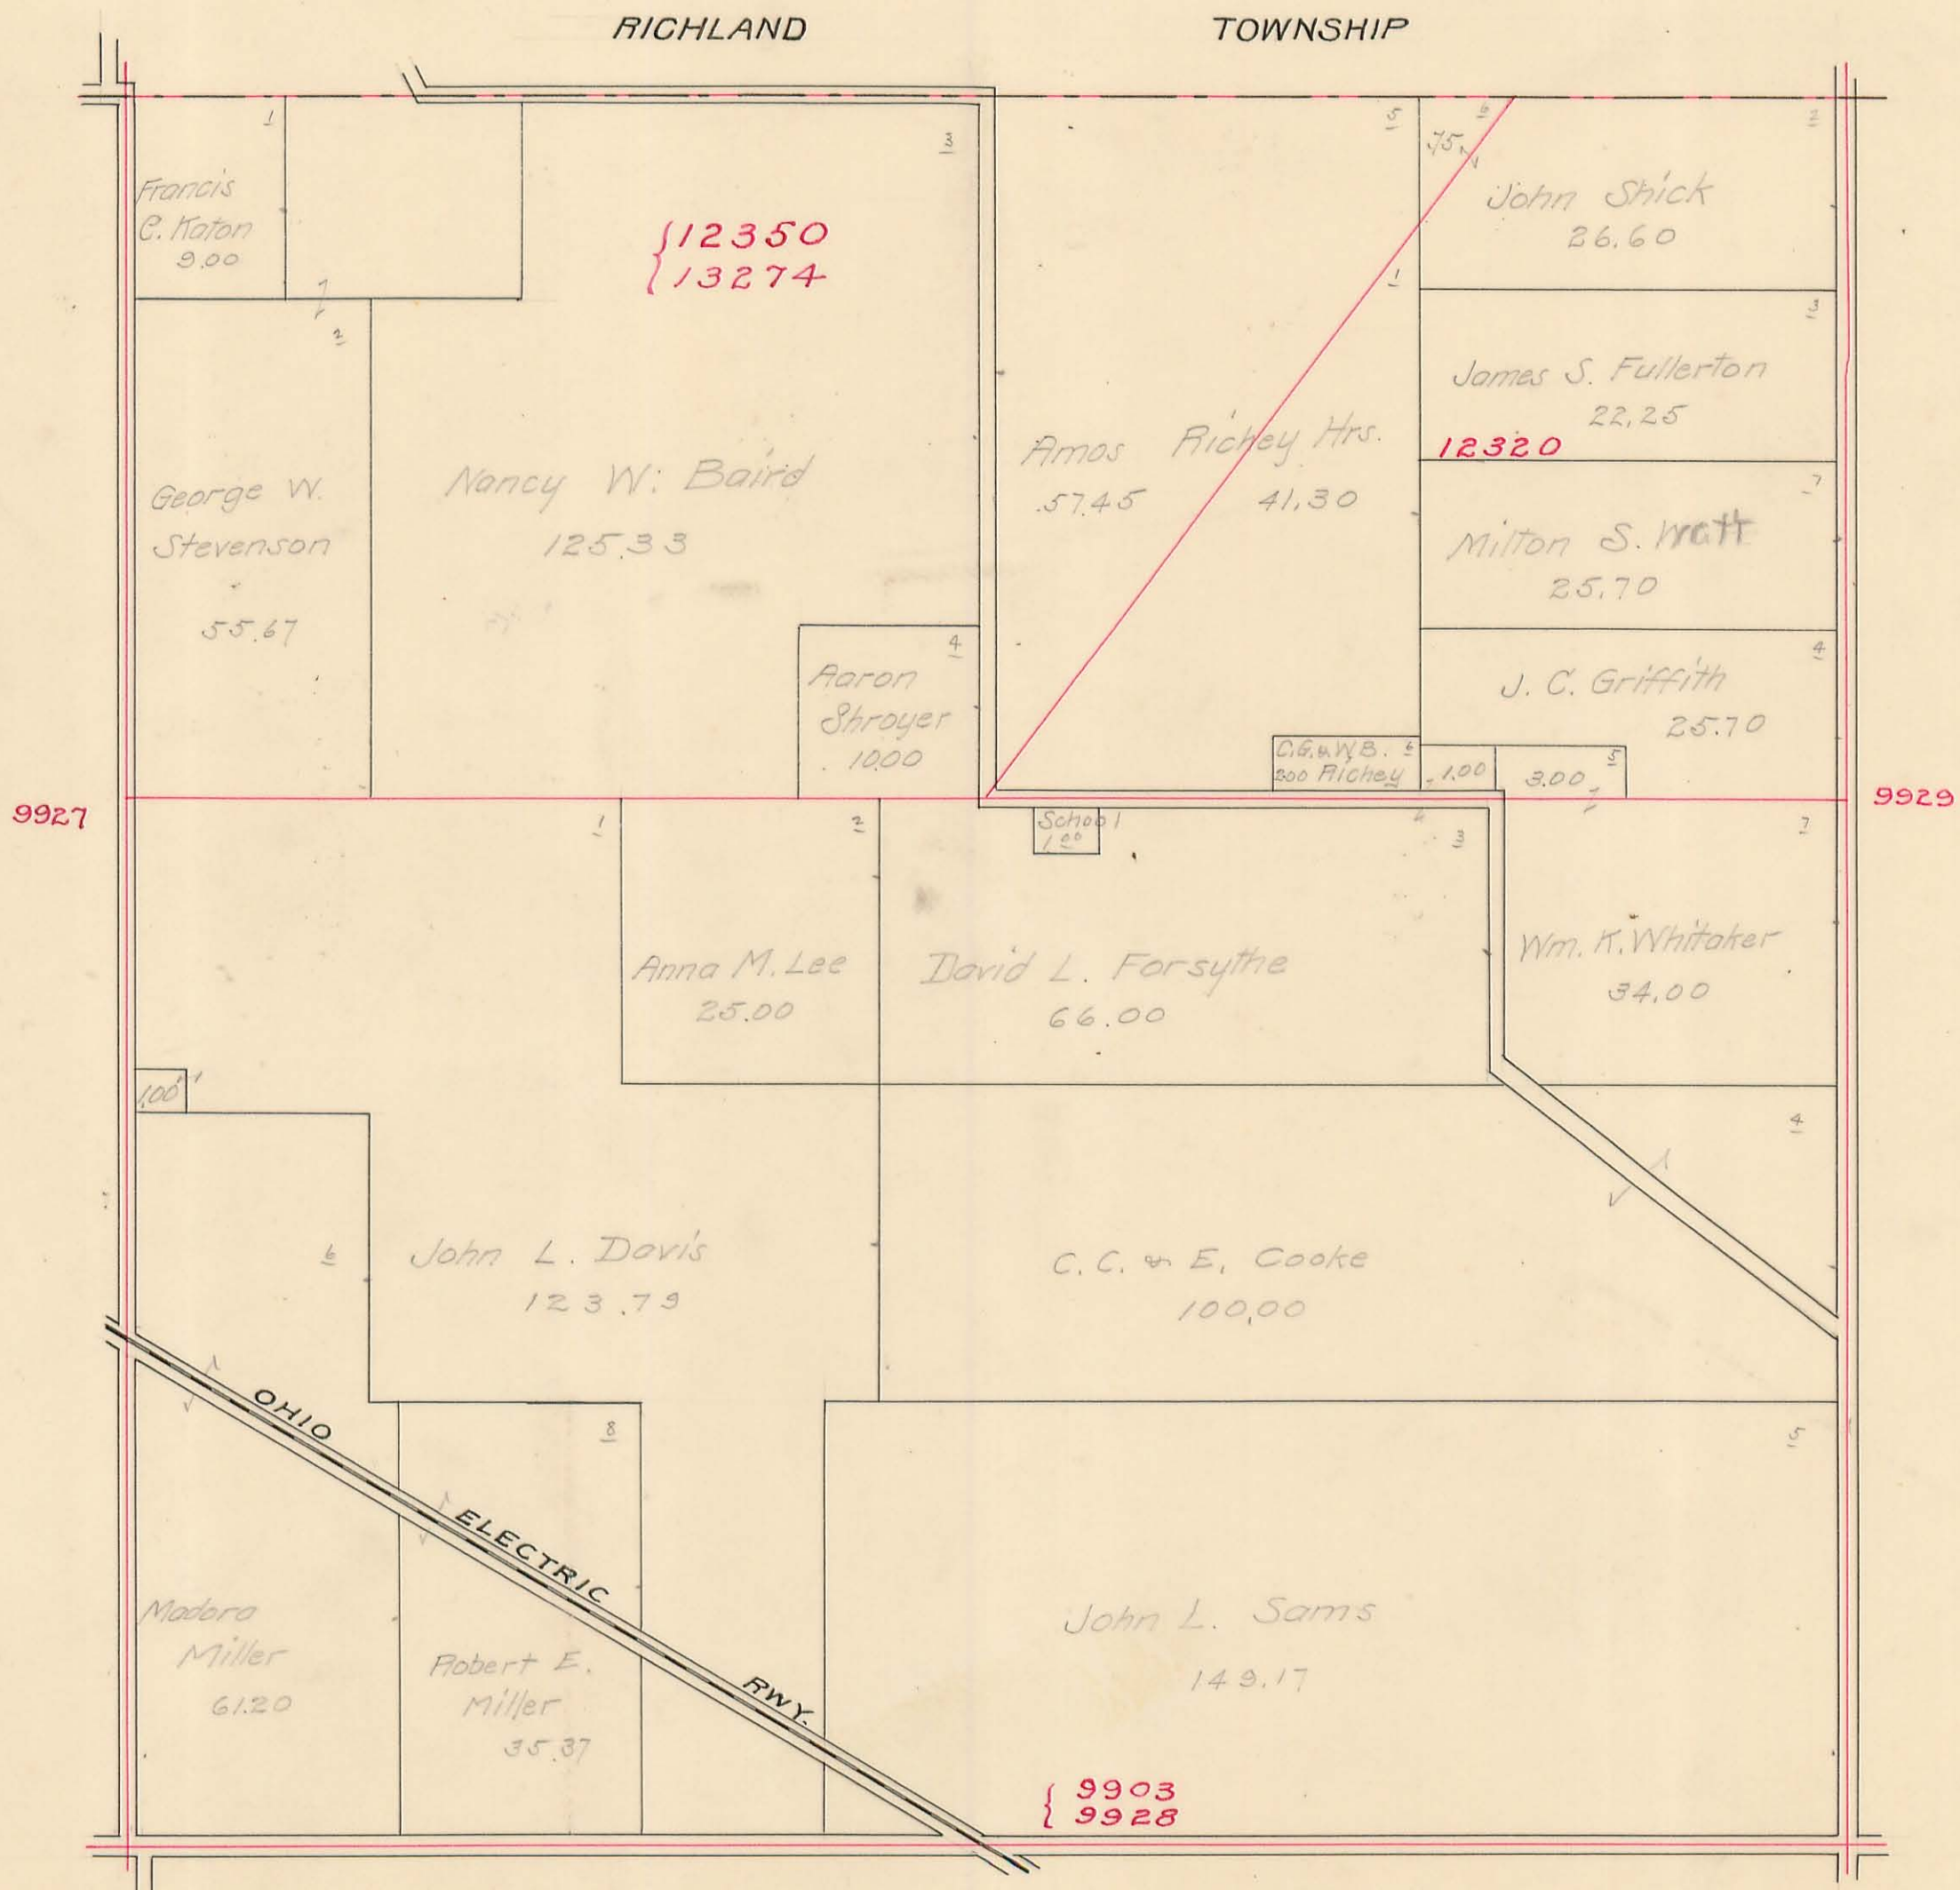 RICHLAND TOWNSHIP
1
3
5
6
2
.75
Francis
C. Katon
9.00
{12350
{13274
John Shick
26.60
2
1
3
James S. Fullerton
22.25
12320
Amos Richey Hrs.
57.45
41.30
George W.
Stevenson
55.67
Nancy W. Baird
125.33
7
Milton S. Watt
25.70
4
Aaron
Shroyer
10.00
4
J. C. Griffith
25.70
C.G. & W.B. 6
2.00 Richey
1.00
3.00
5
9927
9929
1
2
School
1.00
3
7
Anna M. Lee
25.00
David L. Forsythe
66.00
Wm. K. Whitaker
34.00
1.00
4
6
John L. Davis
123.79
C. C. & E. Cooke
100.00
OHIO ELECTRIC RWY.
8
5
Madora
Miller
61.20
Robert E.
Miller
35.37
John L. Sams
149.17
{ 9903
{ 9928